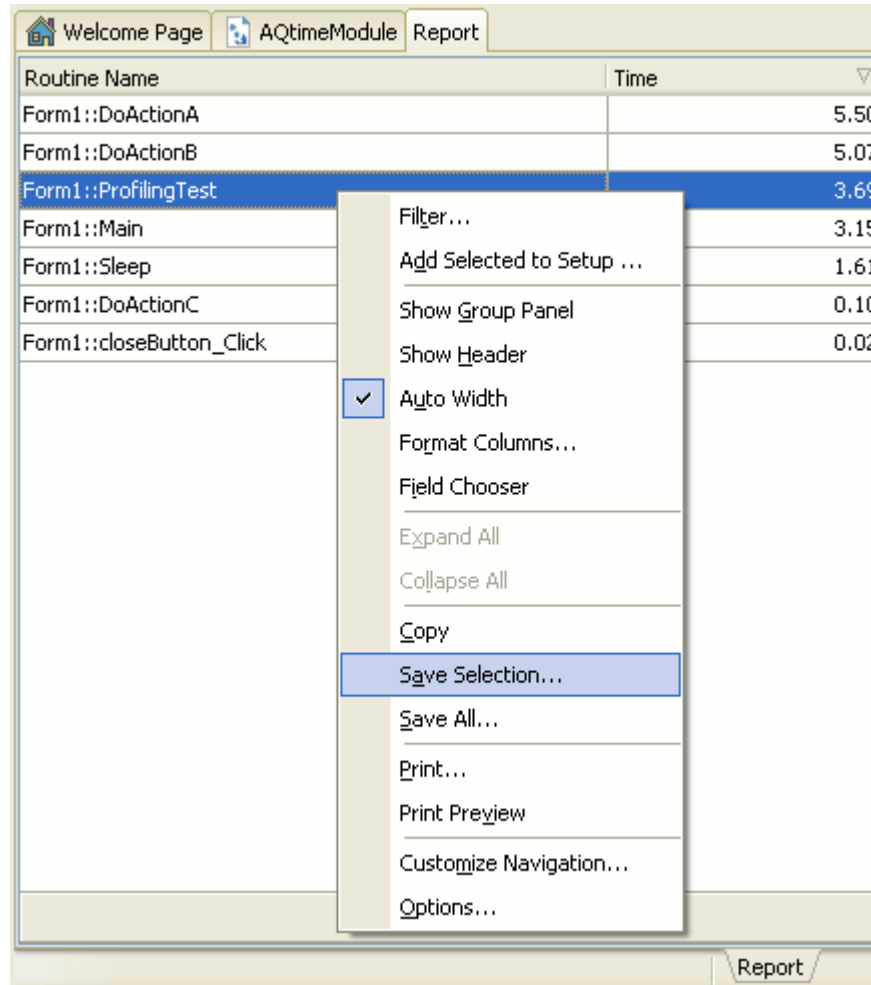 Welcome Page AQtimeModule Report
Routine Name Time
Form1::DoActionA 5.50
Form1::DoActionB 5.07
Form1::ProfilingTest 3.69
Form1::Main 3.15
Form1::Sleep 1.61
Form1::DoActionC 0.10
Form1::closeButton_Click 0.02
Filter...
Add Selected to Setup ...
Show Group Panel
Show Header
Auto Width
Format Columns...
Field Chooser
Expand All
Collapse All
Copy
Save Selection...
Save All...
Print...
Print Preview
Customize Navigation...
Options...
Report